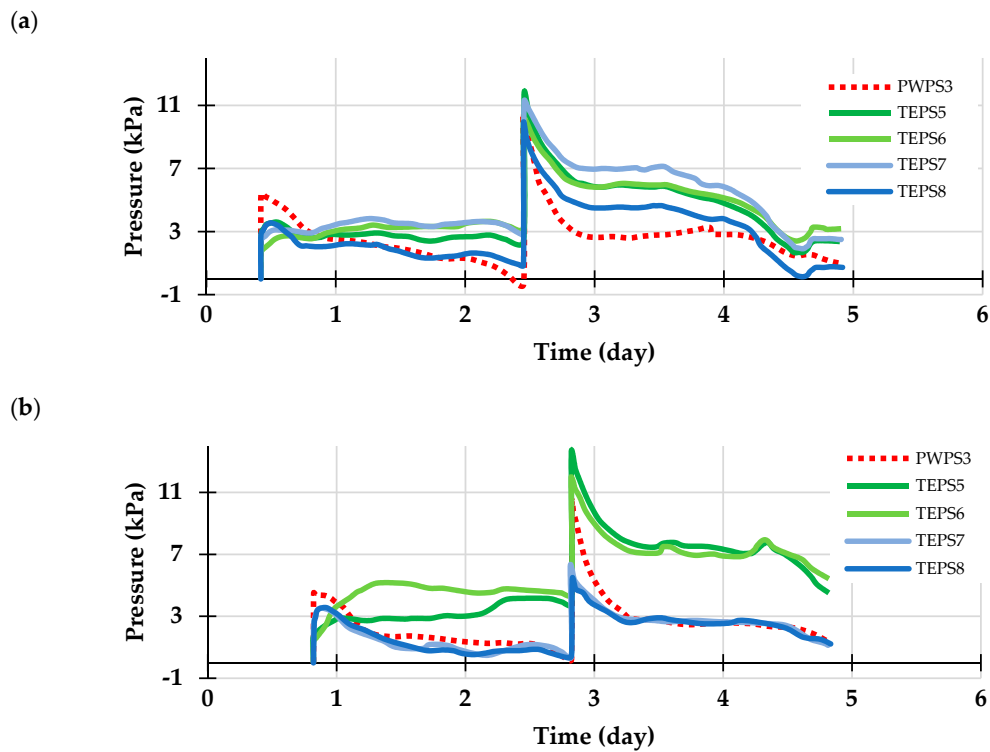 (a)
Pressure (kPa)
11
7
3
-1
0 1 2 3 4 5 6
Time (day)
PWPS3
TEPS5
TEPS6
TEPS7
TEPS8
(b)
Pressure (kPa)
11
7
3
-1
0 1 2 3 4 5 6
Time (day)
PWPS3
TEPS5
TEPS6
TEPS7
TEPS8